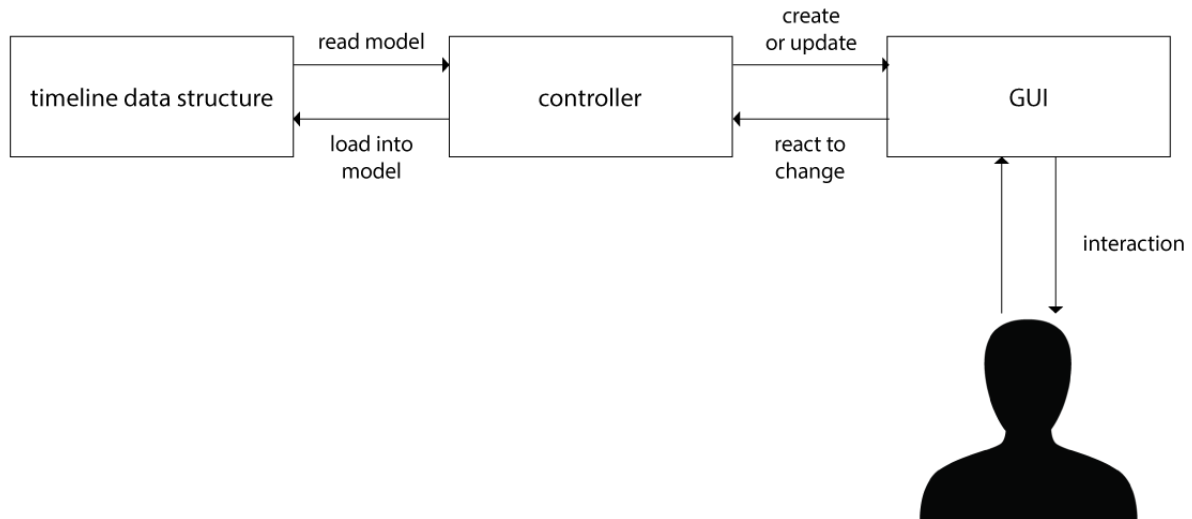 create
or update
read model
timeline data structure
controller
GUI
load into
model
react to
change
interaction